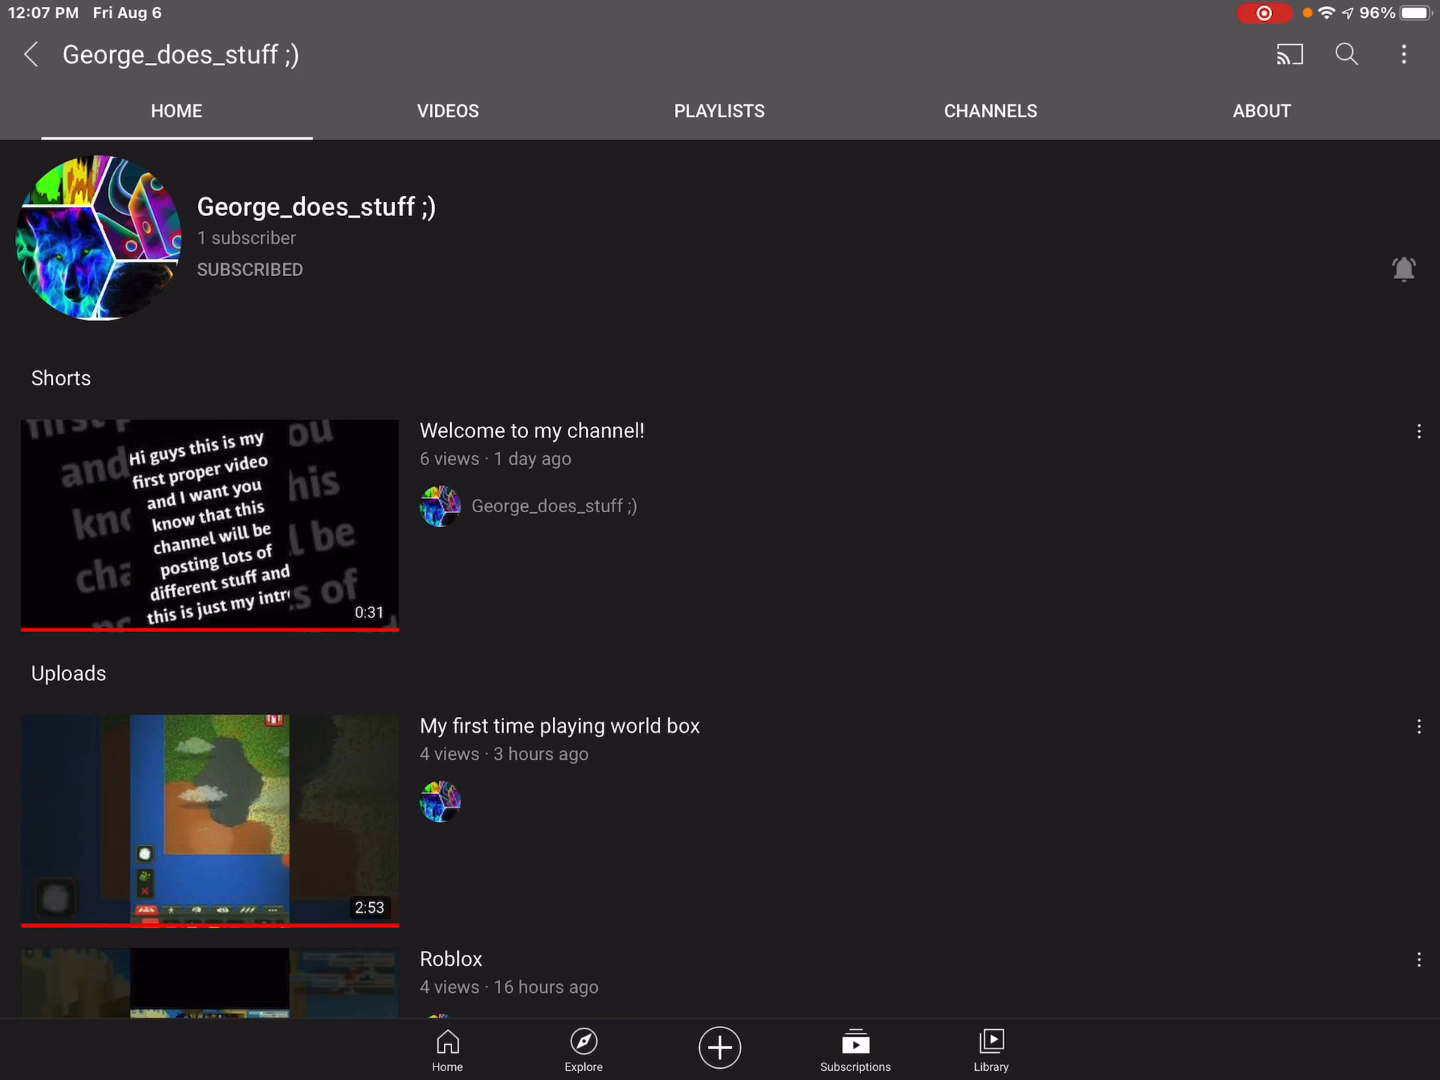 12:07 PM Fri Aug 6
96%
George_does_stuff ;)
HOME VIDEOS PLAYLISTS CHANNELS ABOUT
George_does_stuff ;)
1 subscriber
SUBSCRIBED
Shorts
Hi guys this is my
first proper video
and I want you
know that this
channel will be
posting lots of
different stuff and
this is just my intr
0:31
Welcome to my channel!
6 views · 1 day ago
George_does_stuff ;)
Uploads
2:53
My first time playing world box
4 views · 3 hours ago
Roblox
4 views · 16 hours ago
Home Explore Subscriptions Library